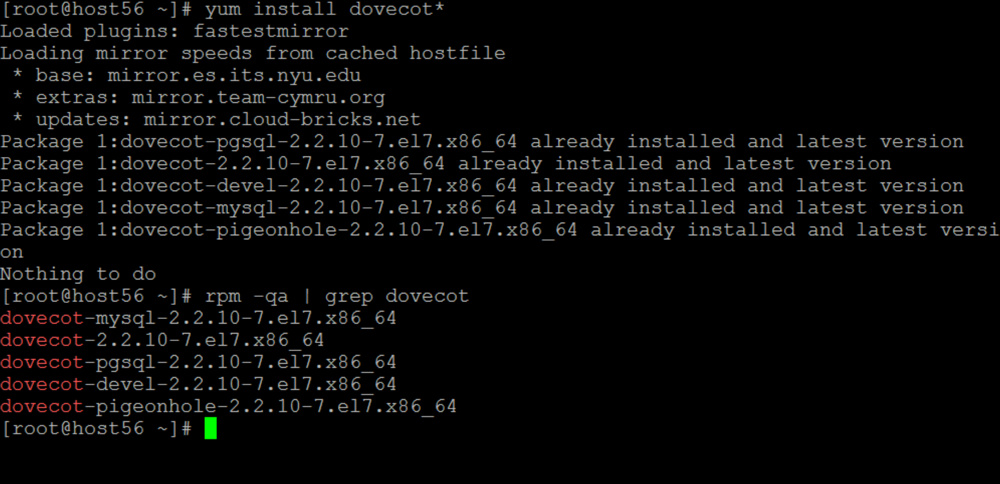 [root@host56 ~]# yum install dovecot*
Loaded plugins: fastestmirror
Loading mirror speeds from cached hostfile
 * base: mirror.es.its.nyu.edu
 * extras: mirror.team-cymru.org
 * updates: mirror.cloud-bricks.net
Package 1:dovecot-pgsql-2.2.10-7.el7.x86_64 already installed and latest version
Package 1:dovecot-2.2.10-7.el7.x86_64 already installed and latest version
Package 1:dovecot-devel-2.2.10-7.el7.x86_64 already installed and latest version
Package 1:dovecot-mysql-2.2.10-7.el7.x86_64 already installed and latest version
Package 1:dovecot-pigeonhole-2.2.10-7.el7.x86_64 already installed and latest versi
on
Nothing to do
[root@host56 ~]# rpm -qa | grep dovecot
dovecot-mysql-2.2.10-7.el7.x86_64
dovecot-2.2.10-7.el7.x86_64
dovecot-pgsql-2.2.10-7.el7.x86_64
dovecot-devel-2.2.10-7.el7.x86_64
dovecot-pigeonhole-2.2.10-7.el7.x86_64
[root@host56 ~]#